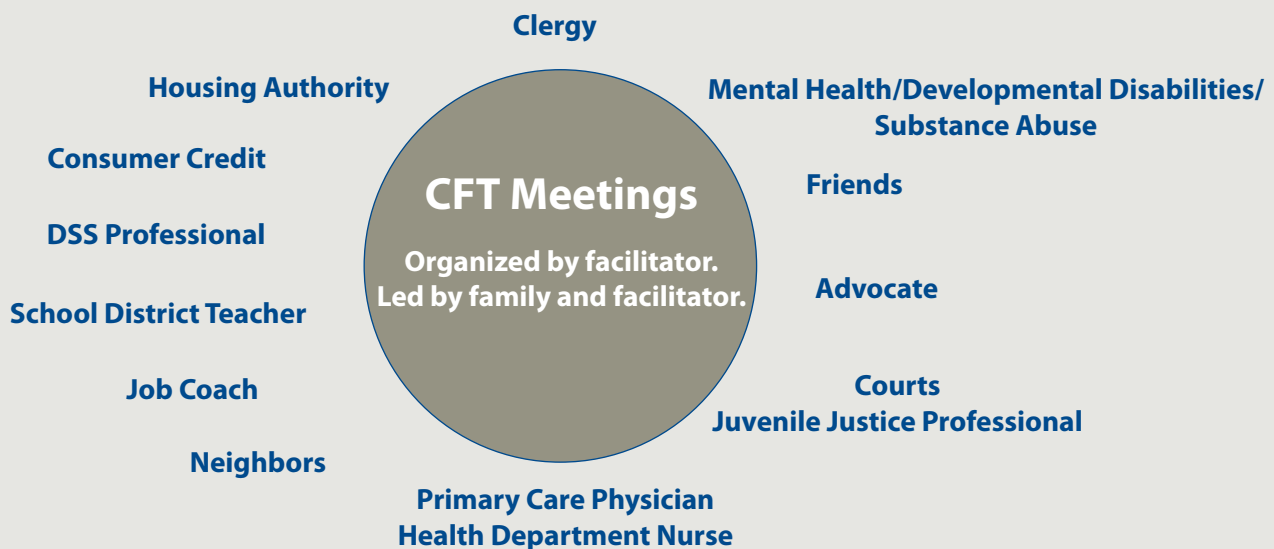 Clergy
Housing Authority
Mental Health/Developmental Disabilities/
Substance Abuse
Consumer Credit
Friends
CFT Meetings
DSS Professional
Organized by facilitator.
Led by family and facilitator.
Advocate
School District Teacher
Job Coach
Courts
Juvenile Justice Professional
Neighbors
Primary Care Physician
Health Department Nurse